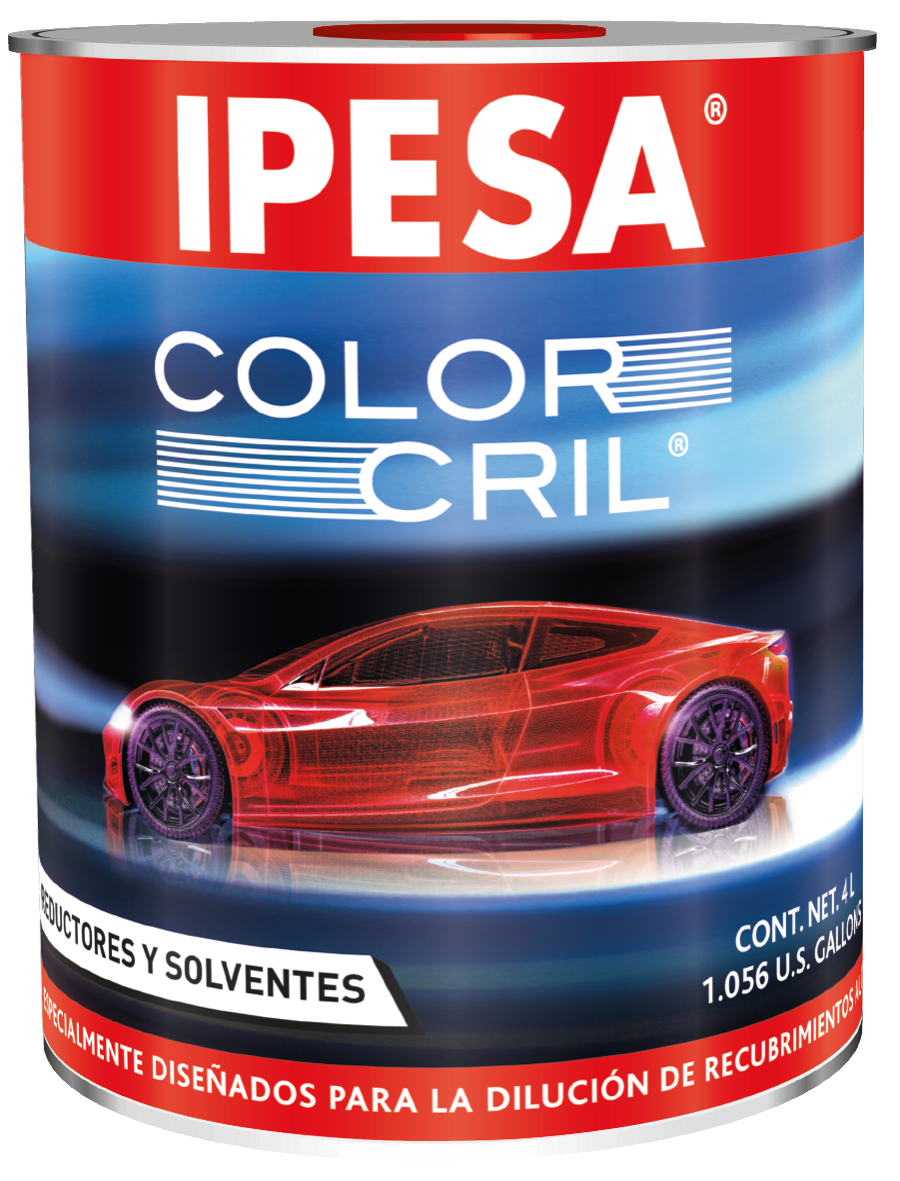 IPESA®
COLOR
CRIL®
REDUCTORES Y SOLVENTES
CONT. NET. 4 L
1.056 U.S. GALLONS
ESPECIALMENTE DISEÑADOS PARA LA DILUCIÓN DE RECUBRIMIENTOS